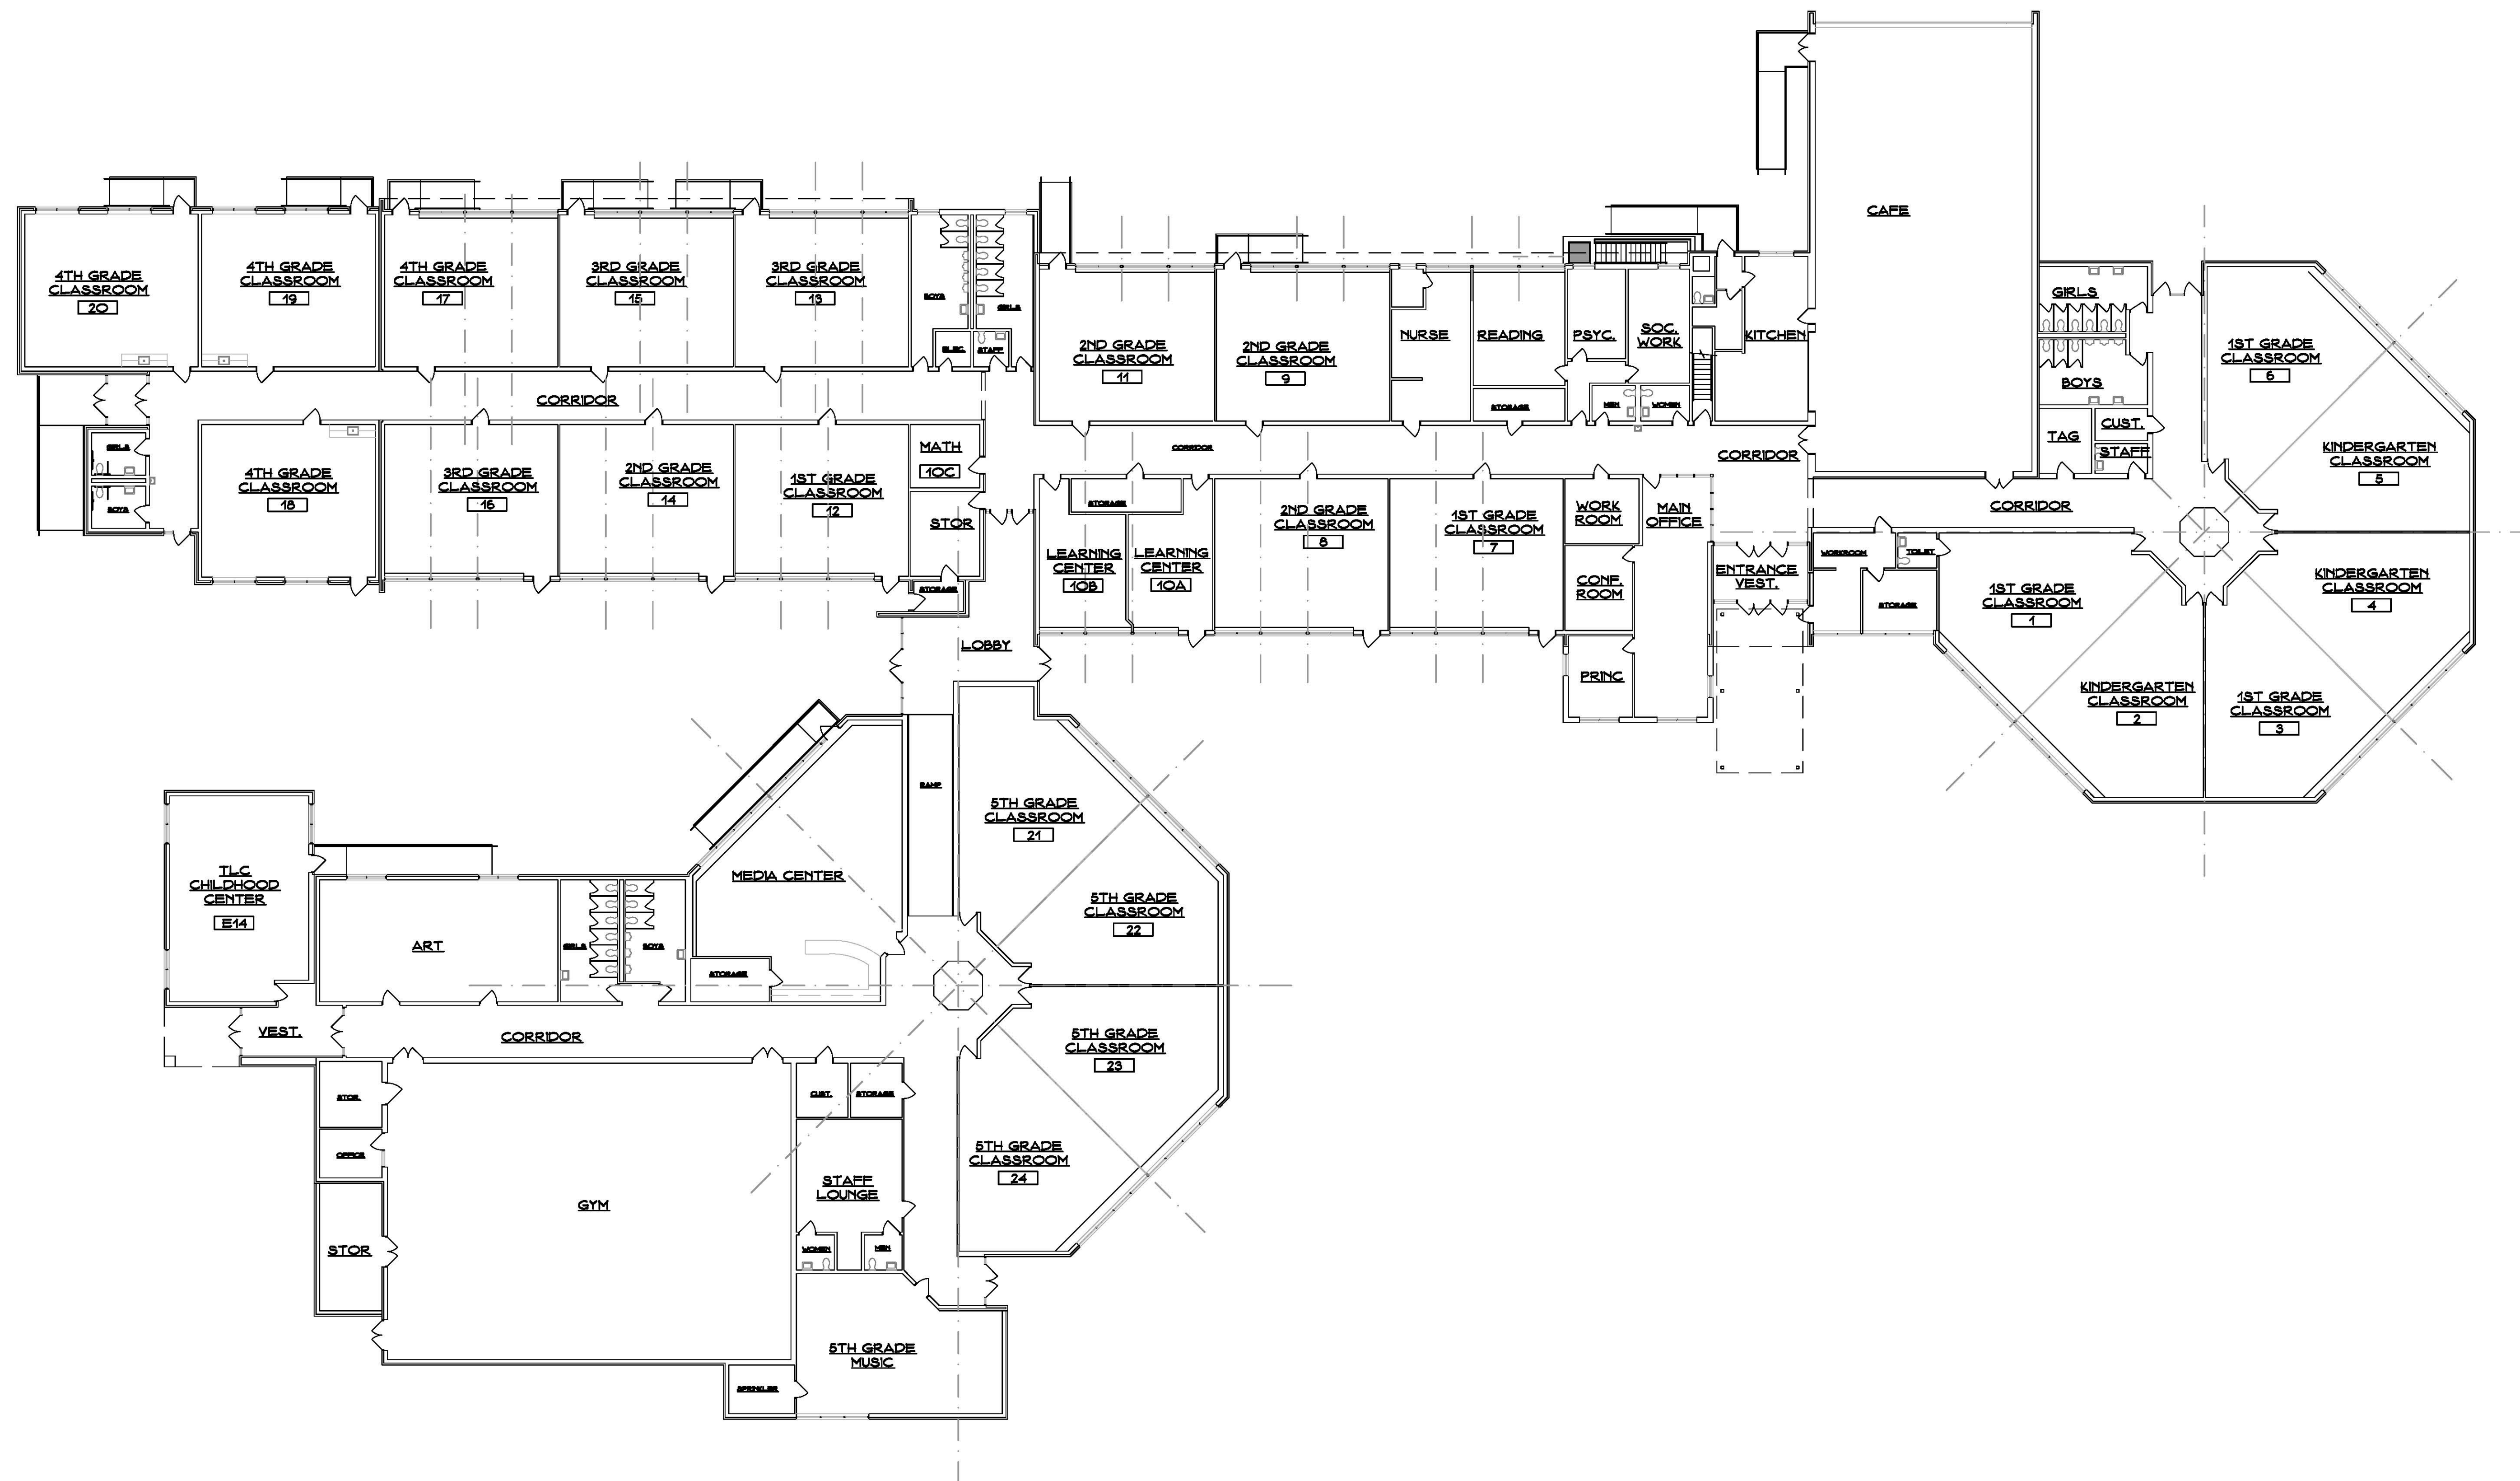 CAFE
4TH GRADE
CLASSROOM
20
4TH GRADE
CLASSROOM
19
4TH GRADE
CLASSROOM
17
3RD GRADE
CLASSROOM
15
3RD GRADE
CLASSROOM
13
BOYS
GIRLS
ELEC.
STAFF
2ND GRADE
CLASSROOM
11
2ND GRADE
CLASSROOM
9
NURSE
READING
STORAGE
PSYC.
SOC.
WORK
MEN
WOMEN
KITCHEN
GIRLS
BOYS
TAG
CUST.
STAFF
1ST GRADE
CLASSROOM
6
KINDERGARTEN
CLASSROOM
5
CORRIDOR
CORRIDOR
CORRIDOR
CORRIDOR
GIRLS
BOYS
4TH GRADE
CLASSROOM
18
3RD GRADE
CLASSROOM
16
2ND GRADE
CLASSROOM
14
1ST GRADE
CLASSROOM
12
MATH
10C
STOR
STORAGE
STORAGE
LEARNING
CENTER
10B
LEARNING
CENTER
10A
2ND GRADE
CLASSROOM
8
1ST GRADE
CLASSROOM
7
WORK
ROOM
MAIN
OFFICE
CONF.
ROOM
PRINC
ENTRANCE
VEST.
WORKROOM
TOILET
STORAGE
1ST GRADE
CLASSROOM
1
KINDERGARTEN
CLASSROOM
4
KINDERGARTEN
CLASSROOM
2
1ST GRADE
CLASSROOM
3
LOBBY
RAMP
5TH GRADE
CLASSROOM
21
TLC
CHILDHOOD
CENTER
E14
MEDIA CENTER
ART
GIRLS
BOYS
STORAGE
5TH GRADE
CLASSROOM
22
VEST.
CORRIDOR
5TH GRADE
CLASSROOM
23
STOR.
OFFICE
STOR
GYM
CUST.
STORAGE
STAFF
LOUNGE
WOMEN
MEN
5TH GRADE
CLASSROOM
24
5TH GRADE
MUSIC
SPRINKLER